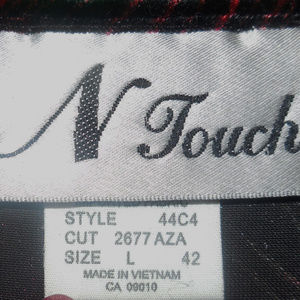 N Touch
STYLE 44C4
CUT 2677 AZA
SIZE L 42
MADE IN VIETNAM
CA 09010